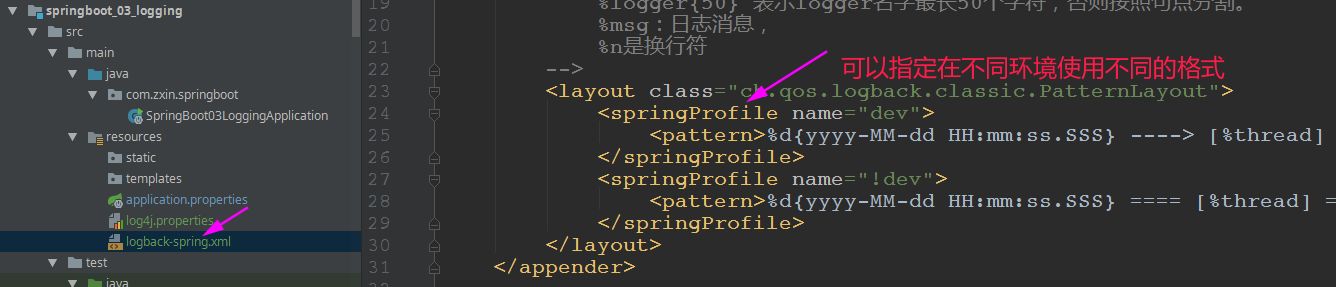 springboot_03_logging
src
main
java
com.zxin.springboot
SpringBoot03LoggingApplication
resources
static
templates
application.properties
log4j.properties
logback-spring.xml
test
java
19 %logger{50} 表示logger名字最长50个字符，否则按照句点分割。
20 %msg：日志消息，
21 %n是换行符
22 -->
可以指定在不同环境使用不同的格式
23 <layout class="ch.qos.logback.classic.PatternLayout">
24 <springProfile name="dev">
25 <pattern>%d{yyyy-MM-dd HH:mm:ss.SSS} ----> [%thread]
26 </springProfile>
27 <springProfile name="!dev">
28 <pattern>%d{yyyy-MM-dd HH:mm:ss.SSS} ==== [%thread] =
29 </springProfile>
30 </layout>
31 </appender>